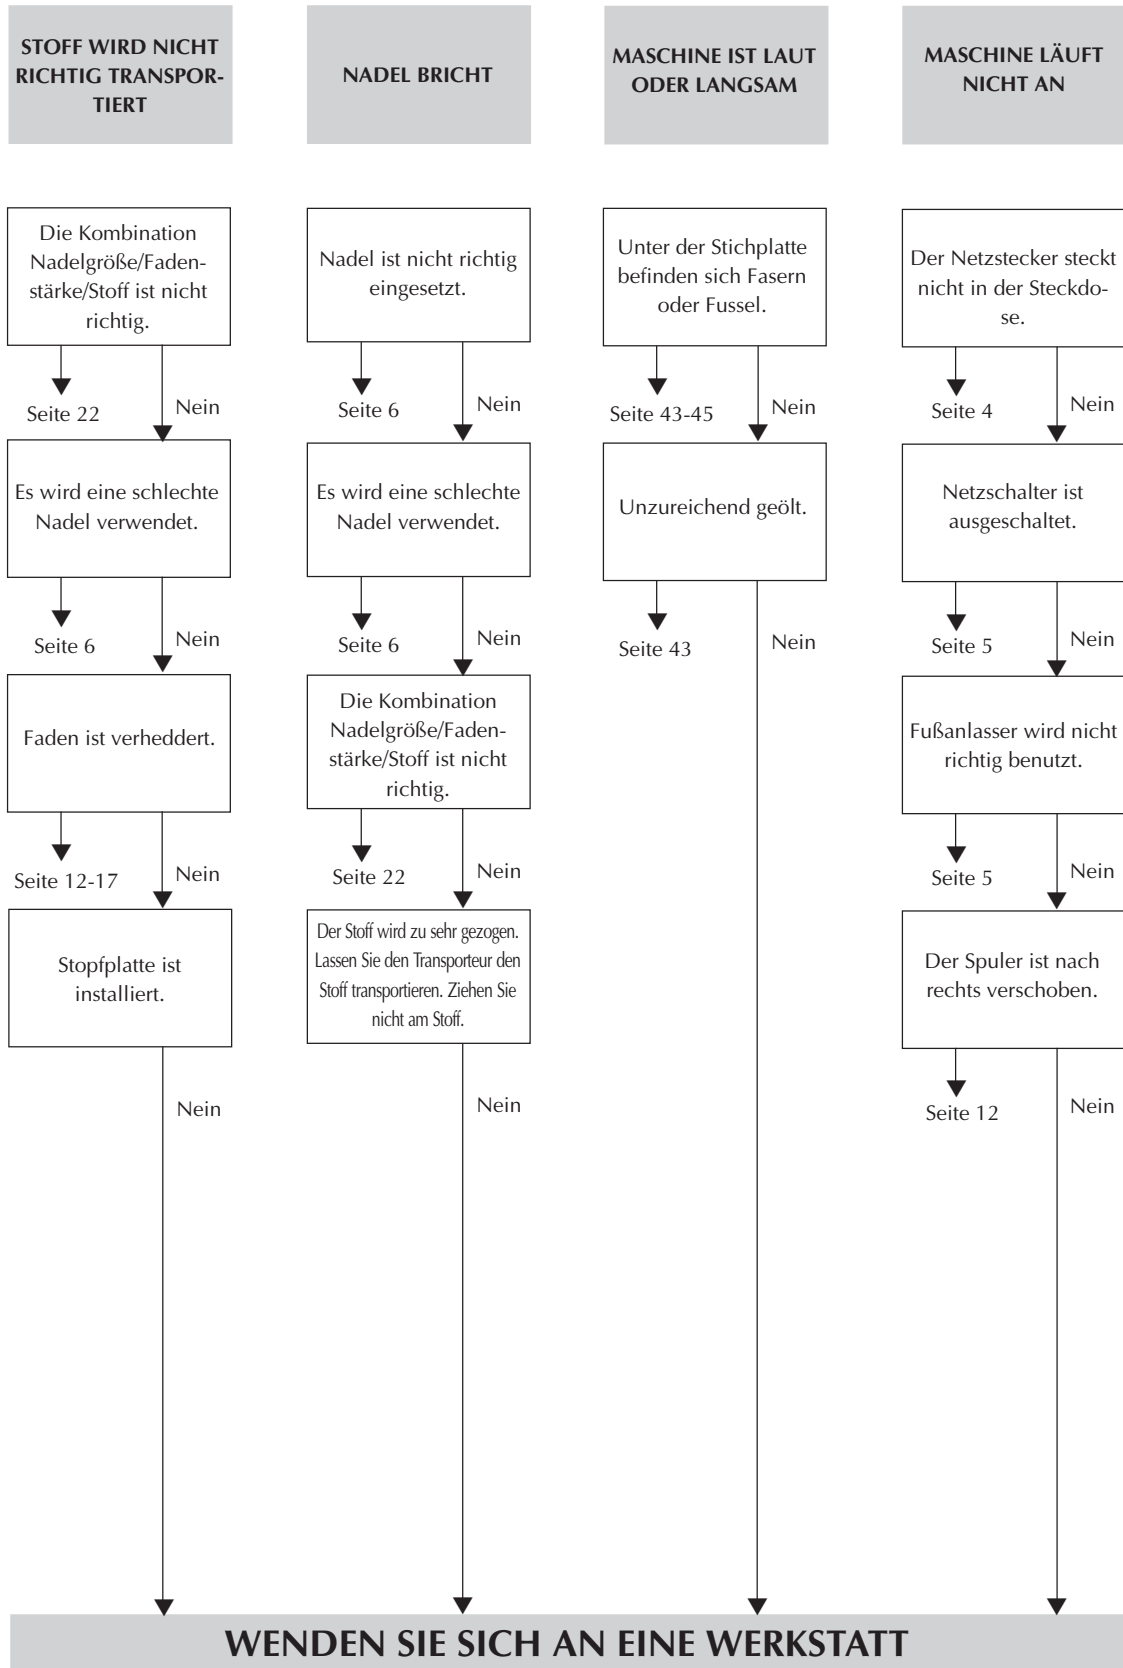 STOFF WIRD NICHT
RICHTIG TRANSPOR-
TIERT
Die Kombination
Nadelgröße/Faden-
stärke/Stoff ist nicht
richtig.
Seite 22
Nein
Es wird eine schlechte
Nadel verwendet.
Seite 6
Nein
Faden ist verheddert.
Seite 12-17
Nein
Stopfplatte ist
installiert.
Nein
NADEL BRICHT
Nadel ist nicht richtig
eingesetzt.
Seite 6
Nein
Es wird eine schlechte
Nadel verwendet.
Seite 6
Nein
Die Kombination
Nadelgröße/Faden-
stärke/Stoff ist nicht
richtig.
Seite 22
Nein
Der Stoff wird zu sehr gezogen.
Lassen Sie den Transporteur den
Stoff transportieren. Ziehen Sie
nicht am Stoff.
Nein
MASCHINE IST LAUT
ODER LANGSAM
Unter der Stichplatte
befinden sich Fasern
oder Fussel.
Seite 43-45
Nein
Unzureichend geölt.
Seite 43
Nein
MASCHINE LÄUFT
NICHT AN
Der Netzstecker steckt
nicht in der Steckdo-
se.
Seite 4
Nein
Netzschalter ist
ausgeschaltet.
Seite 5
Nein
Fußanlasser wird nicht
richtig benutzt.
Seite 5
Nein
Der Spuler ist nach
rechts verschoben.
Seite 12
Nein
WENDEN SIE SICH AN EINE WERKSTATT